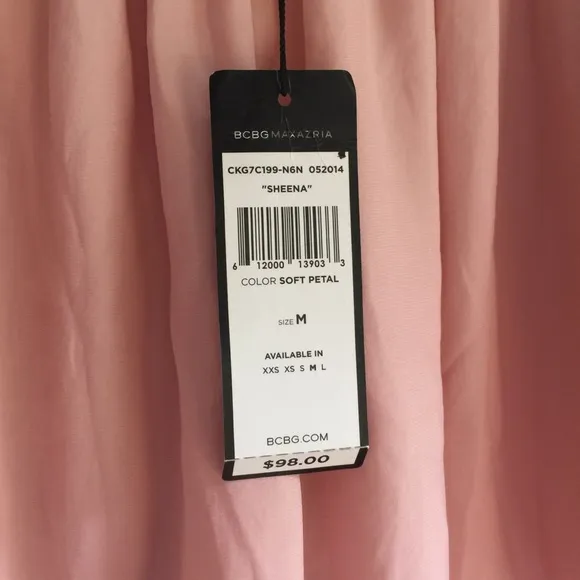 BCBGMAXAZRIA
CKG7C199-N6N 052014
"SHEENA"
6 12000 13903 3
COLOR SOFT PETAL
SIZE M
AVAILABLE IN
XXS XS S M L
BCBG.COM
$98.00